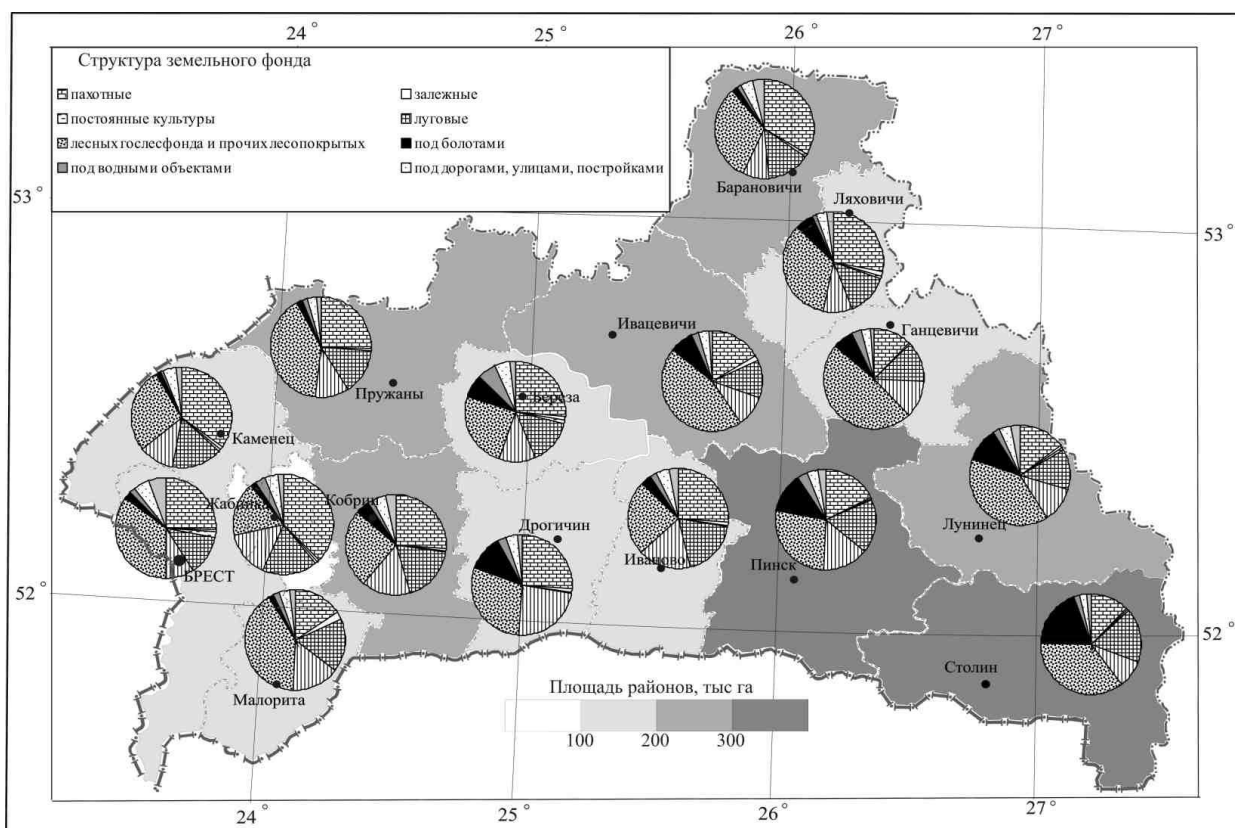 24° 25° 26° 27°
Структура земельного фонда
пахотные залежные
постоянные культуры луговые
лесных гослесфонда и прочих лесопокрытых под болотами
под водными объектами под дорогами, улицами, постройками
Барановичи
53°
Ляховичи
53°
Ивацевичи
Ганцевичи
Пружаны
Береза
Каменец
Жабинка
Кобрин
Дрогичин
Иваново
Лунинец
БРЕСТ
Пинск
52°
52°
Столин
Малорита
Площадь районов, тыс га
100 200 300
24° 25° 26° 27°